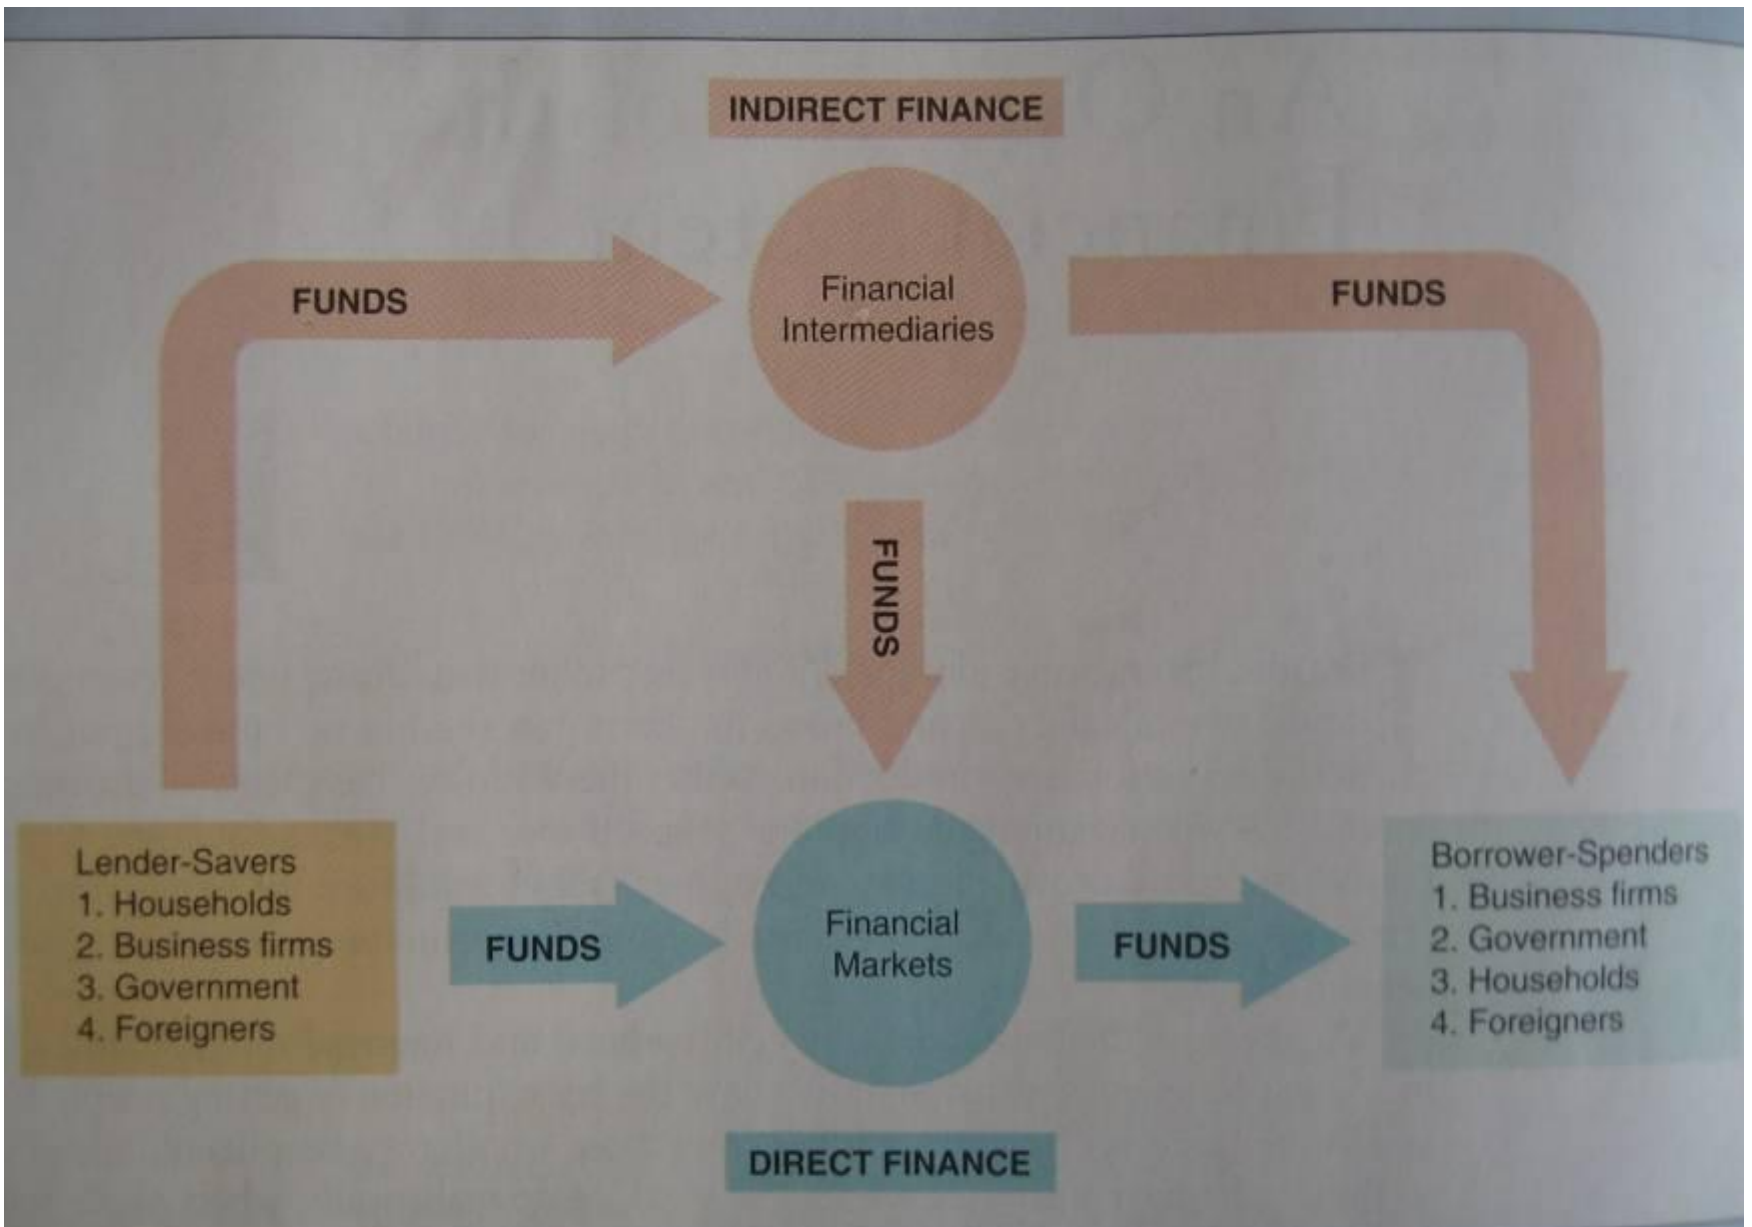 INDIRECT FINANCE
FUNDS
Financial
Intermediaries
FUNDS
FUNDS
Lender-Savers
1. Households
2. Business firms
3. Government
4. Foreigners
FUNDS
Financial
Markets
FUNDS
Borrower-Spenders
1. Business firms
2. Government
3. Households
4. Foreigners
DIRECT FINANCE